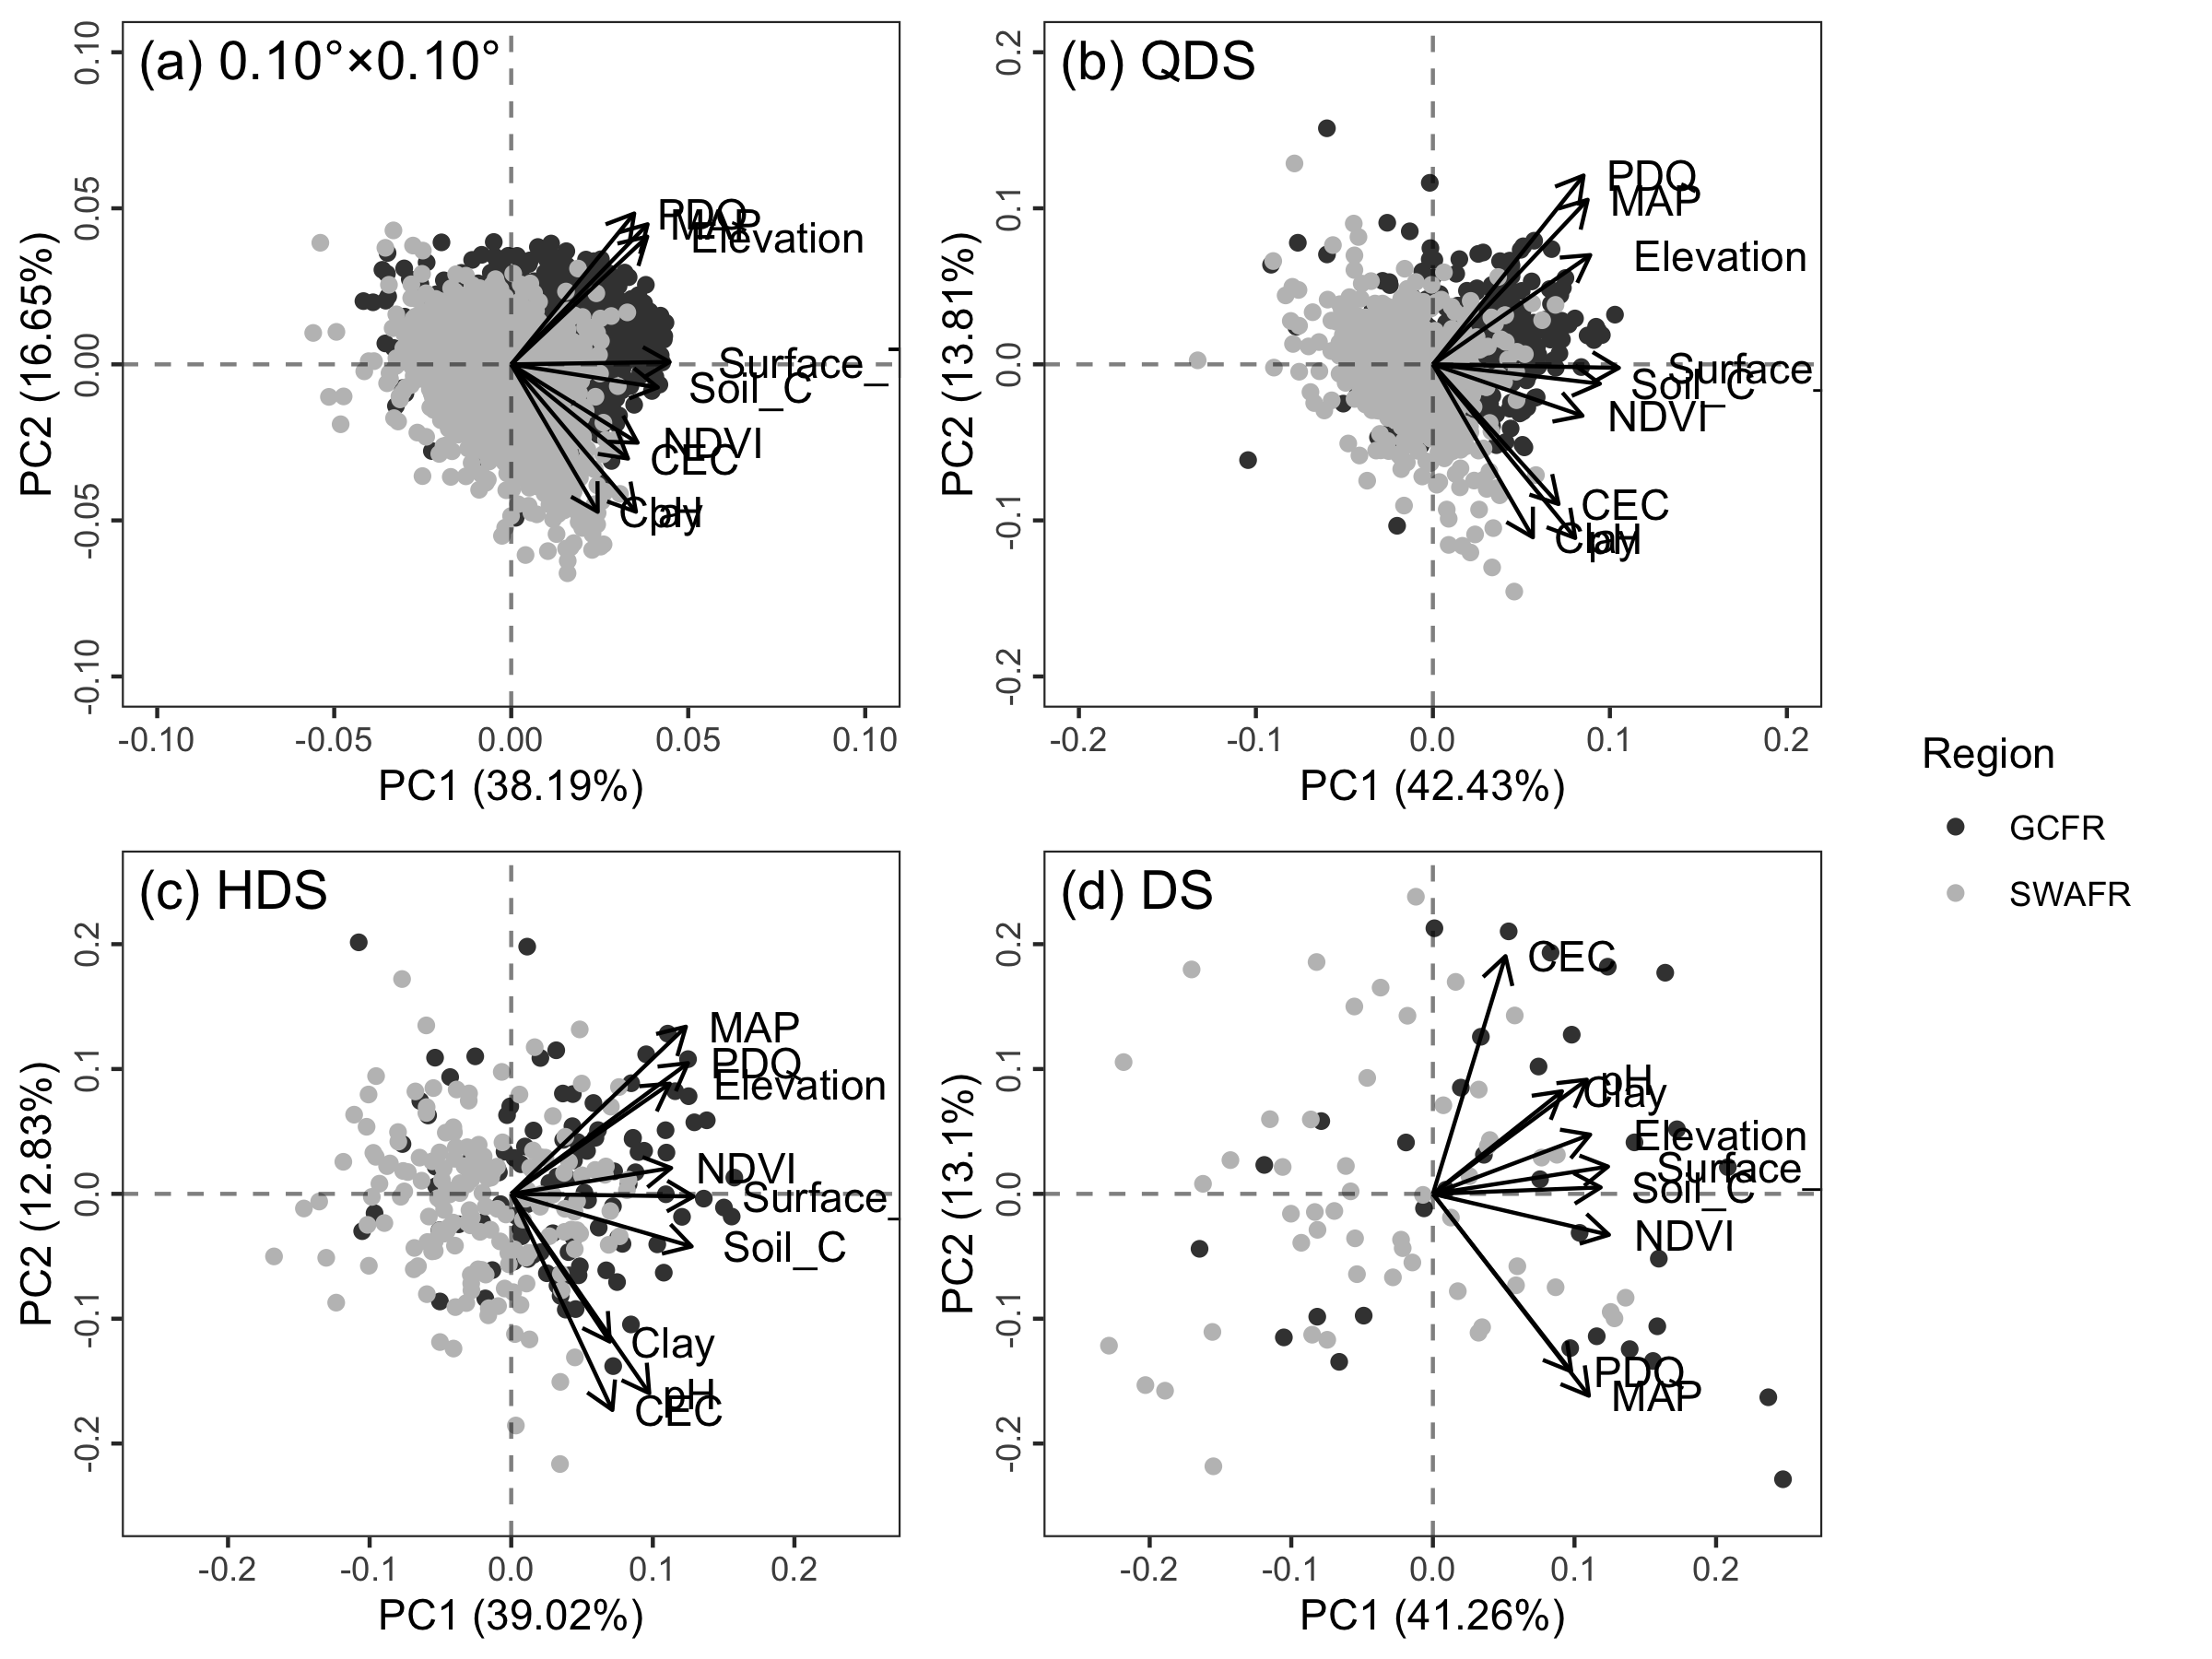 (a) 0.10°×0.10°
PC2 (16.65%)
0.10
0.05
0.00
-0.05
-0.10
PDQ
MAP
Elevation
Surface_
Soil_C
NDVI
CEC
Clay
pH
-0.10
-0.05
0.00
0.05
0.10
PC1 (38.19%)
(b) QDS
PC2 (13.81%)
0.2
0.1
0.0
-0.1
-0.2
PDQ
MAP
Elevation
Surface_
Soil_C
NDVI
CEC
Clay
pH
-0.2
-0.1
0.0
0.1
0.2
PC1 (42.43%)
Region
GCFR
SWAFR
(c) HDS
PC2 (12.83%)
0.2
0.1
0.0
-0.1
-0.2
MAP
PDQ
Elevation
NDVI
Surface_
Soil_C
Clay
pH
CEC
-0.2
-0.1
0.0
0.1
0.2
PC1 (39.02%)
(d) DS
PC2 (13.1%)
0.2
0.1
0.0
-0.1
-0.2
CEC
pH
Clay
Elevation
Surface_
Soil_C
NDVI
PDQ
MAP
-0.2
-0.1
0.0
0.1
0.2
PC1 (41.26%)